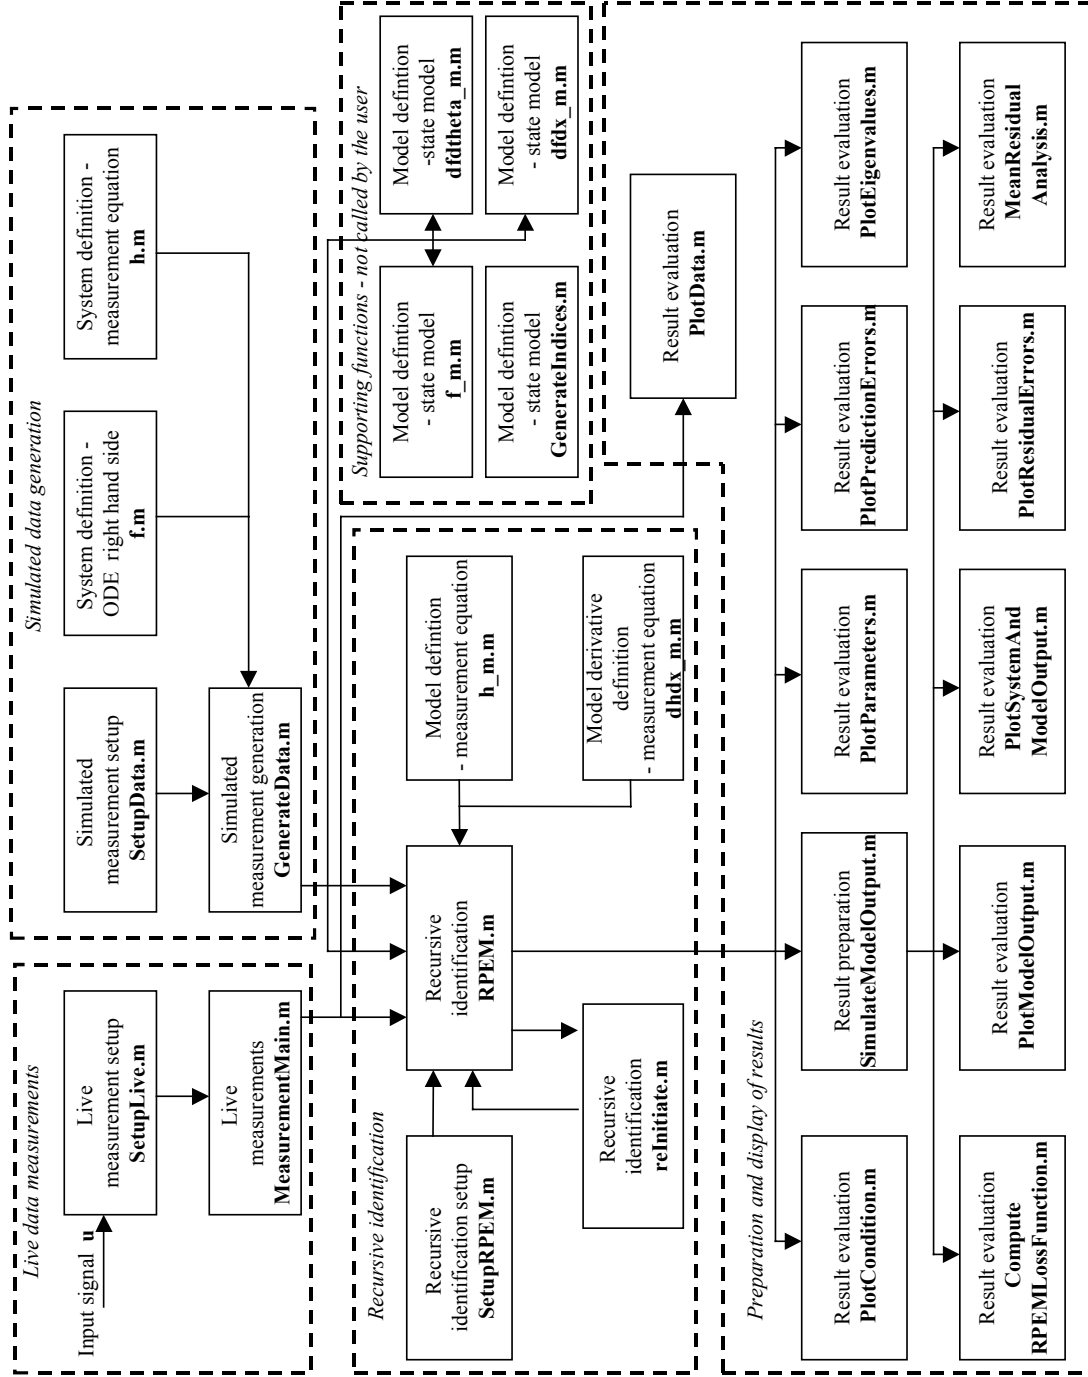 Live data measurements
Input signal u
Live
measurement setup
SetupLive.m
Live
measurements
MeasurementMain.m
Simulated data generation
Simulated
measurement setup
SetupData.m
System definition -
ODE right hand side
f.m
System definition -
measurement equation
h.m
Simulated
measurement generation
GenerateData.m
Recursive identification
Recursive
identification setup
SetupRPEM.m
Recursive
identification
RPEM.m
Model defintion
- measurement equation
h_m.m
Recursive
identification
reInitiate.m
Model derivative
definition
- measurement equation
dhdx_m.m
Supporting functions - not called by the user
Model defintion
- state model
f_m.m
Model defintion
-state model
dfdtheta_m.m
Model defintion
- state model
GenerateIndices.m
Model defintion
- state model
dfdx_m.m
Preparation and display of results
Result evaluation
PlotData.m
Result evaluation
PlotCondition.m
Result preparation
SimulateModelOutput.m
Result evaluation
PlotParameters.m
Result evaluation
PlotPredictionErrors.m
Result evaluation
PlotEigenvalues.m
Result evaluation
Compute
RPEMLossFunction.m
Result evaluation
PlotModelOutput.m
Result evaluation
PlotSystemAnd
ModelOutput.m
Result evaluation
PlotResidualErrors.m
Result evaluation
MeanResidual
Analysis.m